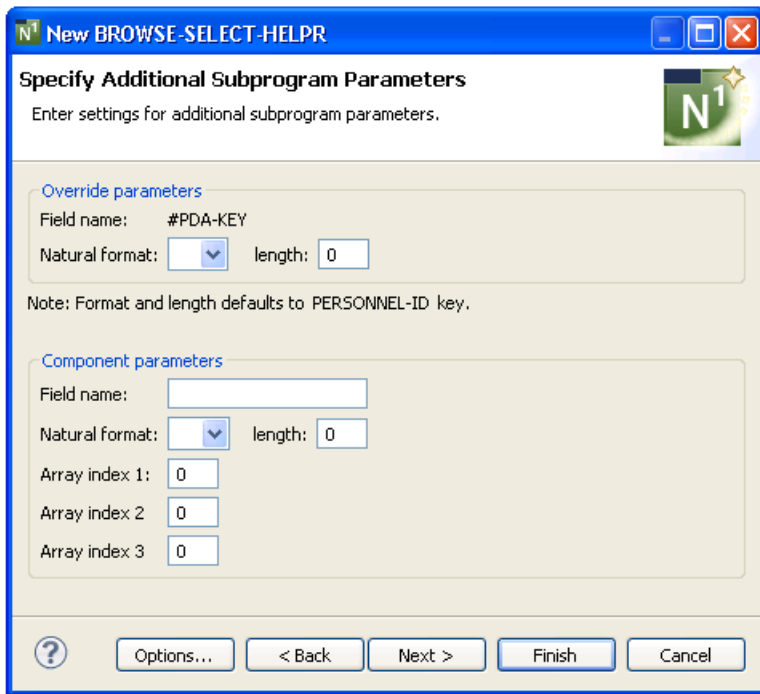 N1 New BROWSE-SELECT-HELPR
Specify Additional Subprogram Parameters
Enter settings for additional subprogram parameters.
N1
Override parameters
Field name: #PDA-KEY
Natural format: length: 0
Note: Format and length defaults to PERSONNEL-ID key.
Component parameters
Field name:
Natural format: length: 0
Array index 1: 0
Array index 2 0
Array index 3 0
? Options... < Back Next > Finish Cancel